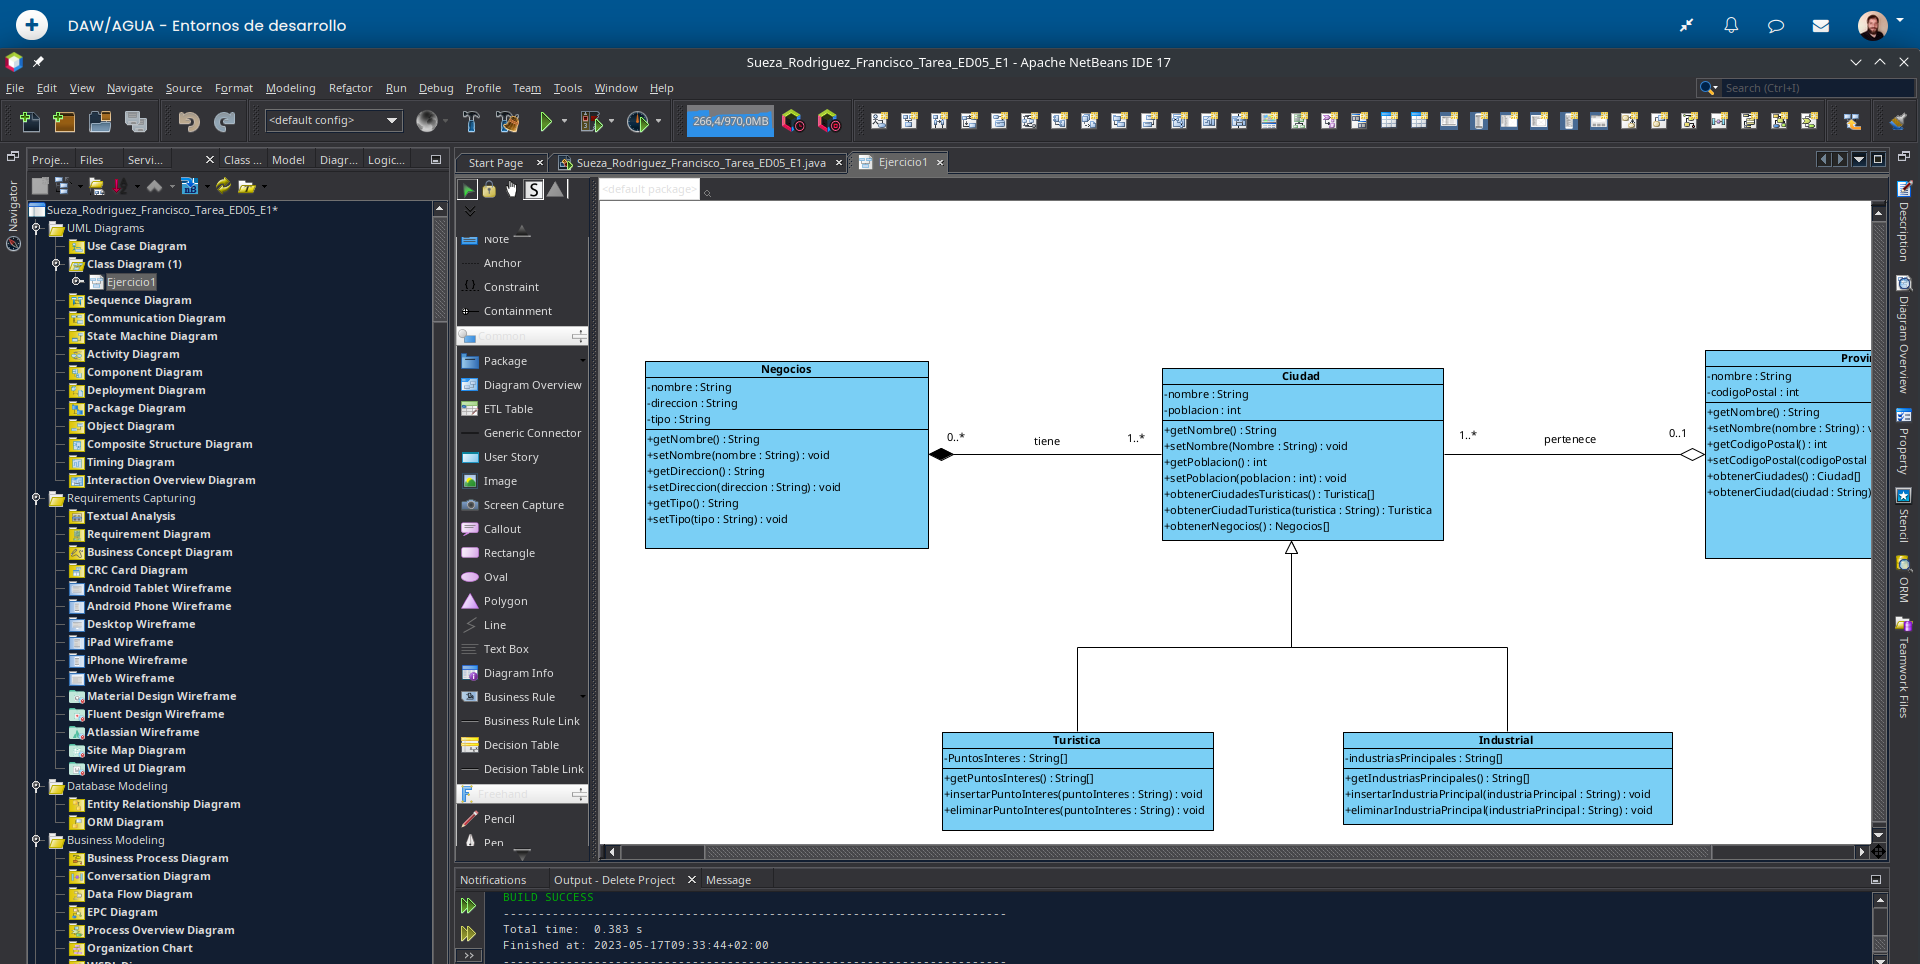 DAW/AGUA - Entornos de desarrollo
Sueza_Rodriguez_Francisco_Tarea_ED05_E1 - Apache NetBeans IDE 17
File Edit View Navigate Source Format Modeling Refactor Run Debug Profile Team Tools Window Help
Search (Ctrl+I)
<default config>
266,4/970,0MB
Proje... Files Servi... Class ... Model Diagr... Logic...
Start Page
Sueza_Rodriguez_Francisco_Tarea_ED05_E1.java
Ejercicio1
Navigator
Sueza_Rodriguez_Francisco_Tarea_ED05_E1*
UML Diagrams
Use Case Diagram
Class Diagram (1)
Ejercicio1
Sequence Diagram
Communication Diagram
State Machine Diagram
Activity Diagram
Component Diagram
Deployment Diagram
Package Diagram
Object Diagram
Composite Structure Diagram
Timing Diagram
Interaction Overview Diagram
Requirements Capturing
Textual Analysis
Requirement Diagram
Business Concept Diagram
CRC Card Diagram
Android Tablet Wireframe
Android Phone Wireframe
Desktop Wireframe
iPad Wireframe
iPhone Wireframe
Web Wireframe
Material Design Wireframe
Fluent Design Wireframe
Atlassian Wireframe
Site Map Diagram
Wired UI Diagram
Database Modeling
Entity Relationship Diagram
ORM Diagram
Business Modeling
Business Process Diagram
Conversation Diagram
Data Flow Diagram
EPC Diagram
Process Overview Diagram
Organization Chart
S
<default package>
Note
Anchor
Constraint
Containment
Common
Package
Diagram Overview
ETL Table
Generic Connector
User Story
Image
Screen Capture
Callout
Rectangle
Oval
Polygon
Line
Text Box
Diagram Info
Business Rule
Business Rule Link
Decision Table
Decision Table Link
Freehand
Pencil
Pen
Negocios
-nombre : String
-direccion : String
-tipo : String
+getNombre() : String
+setNombre(nombre : String) : void
+getDireccion() : String
+setDireccion(direccion : String) : void
+getTipo() : String
+setTipo(tipo : String) : void
0..*
tiene
1..*
Ciudad
-nombre : String
-poblacion : int
+getNombre() : String
+setNombre(Nombre : String) : void
+getPoblacion() : int
+setPoblacion(poblacion : int) : void
+obtenerCiudadesTuristicas() : Turistica[]
+obtenerCiudadTuristica(turistica : String) : Turistica
+obtenerNegocios() : Negocios[]
1..*
pertenece
0..1
Provin
-nombre : String
-codigoPostal : int
+getNombre() : String
+setNombre(nombre : String) : v
+getCodigoPostal() : int
+setCodigoPostal(codigoPostal
+obtenerCiudades() : Ciudad[]
+obtenerCiudad(ciudad : String)
Turistica
-PuntosInteres : String[]
+getPuntosInteres() : String[]
+insertarPuntoInteres(puntoInteres : String) : void
+eliminarPuntoInteres(puntoInteres : String) : void
Industrial
-industriasPrincipales : String[]
+getIndustriasPrincipales() : String[]
+insertarIndustriaPrincipal(industriaPrincipal : String) : void
+eliminarIndustriaPrincipal(industriaPrincipal : String) : void
Description
Diagram Overview
Property
Stencil
ORM
Teamwork Files
Notifications
Output - Delete Project
Message
BUILD SUCCESS
------------------------------------------------------------------------
Total time:  0.383 s
Finished at: 2023-05-17T09:33:44+02:00
------------------------------------------------------------------------